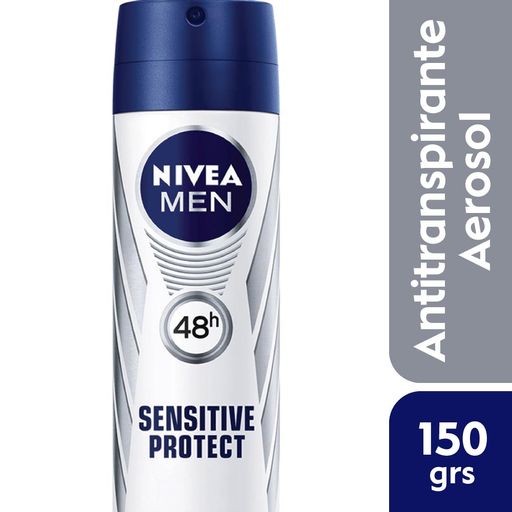 NIVEA
MEN
48h
SENSITIVE
PROTECT
Antitranspirante
Aerosol
150
grs